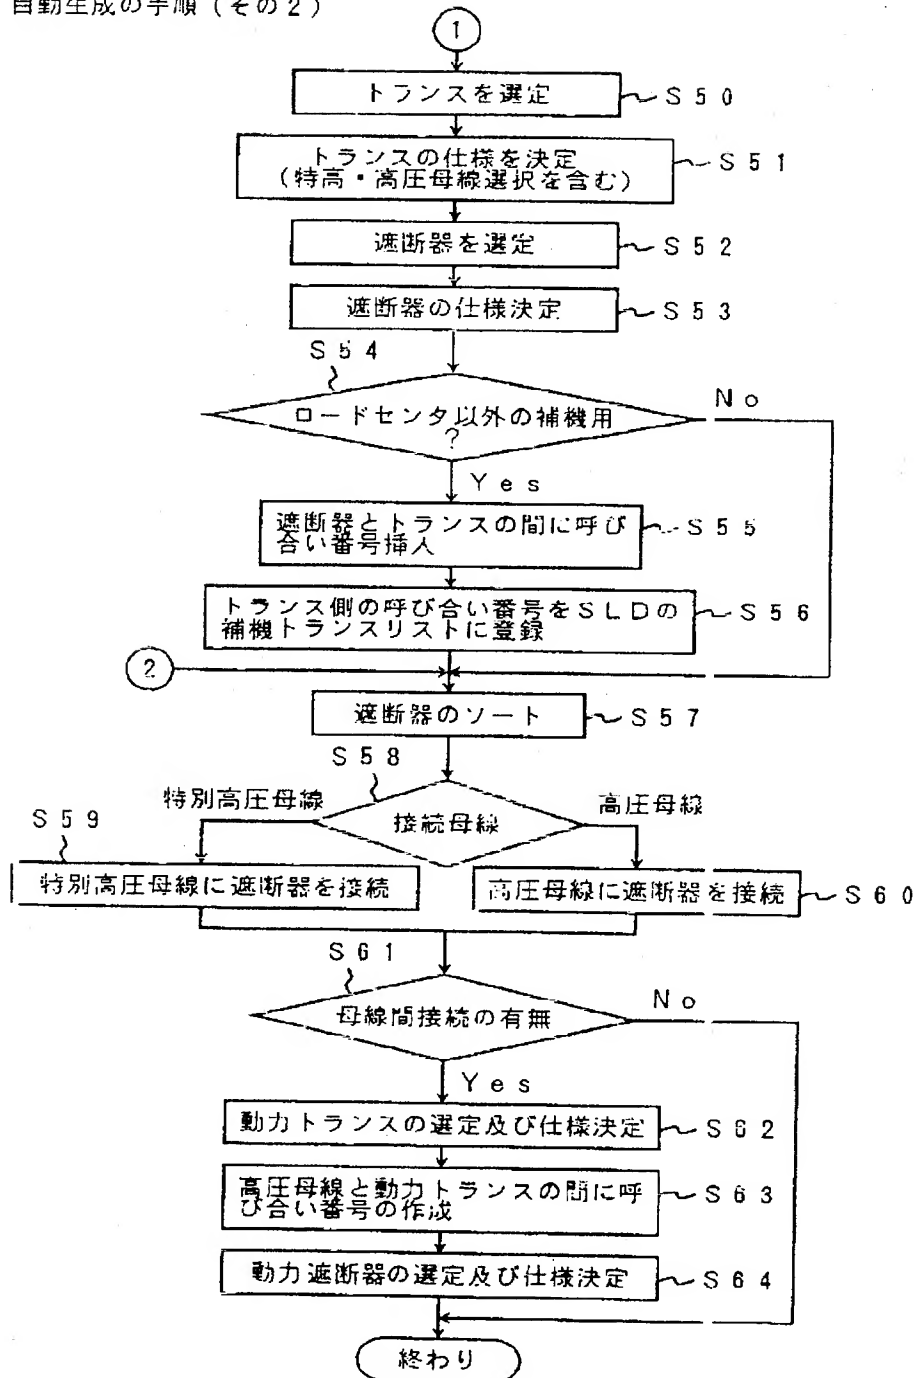 自動生成の手順(その2)
1
トランスを選定
S50
トランスの仕様を決定
(特高・高圧母線選択を含む)
S51
遮断器を選定
S52
遮断器の仕様決定
S53
S54
ロードセンタ以外の補機用
?
No
Yes
遮断器とトランスの間に呼び
合い番号挿入
S55
トランス側の呼び合い番号をSLDの
補機トランスリストに登録
S56
2
遮断器のソート
S57
S58
特別高圧母線
接続母線
高圧母線
S59
特別高圧母線に遮断器を接続
高圧母線に遮断器を接続
S60
S61
母線間接続の有無
No
Yes
動力トランスの選定及び仕様決定
S62
高圧母線と動力トランスの間に呼
び合い番号の作成
S63
動力遮断器の選定及び仕様決定
S64
終わり